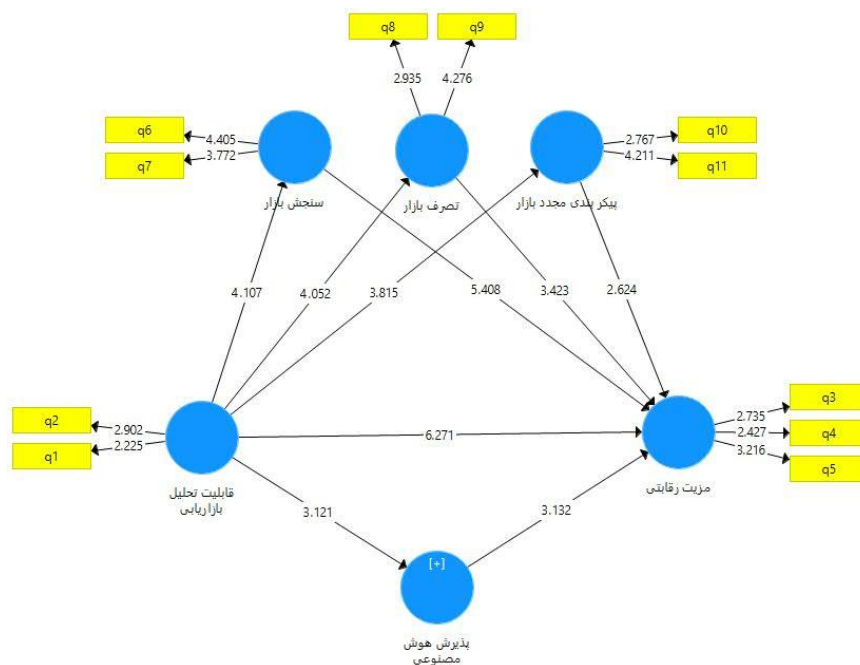 q8
q9
2.935
4.276
q6
4.405
q7
3.772
q10
2.767
q11
4.211
سنجش بازار
تصرف بازار
پیکر بندی مجدد بازار
4.107
4.052
3.815
5.408
3.423
2.624
q2
2.902
q1
2.225
6.271
q3
2.735
q4
2.427
q5
3.216
قابلیت تحلیل
بازاریابی
مزیت رقابتی
3.121
3.132
[+]
پذیرش هوش
مصنوعی